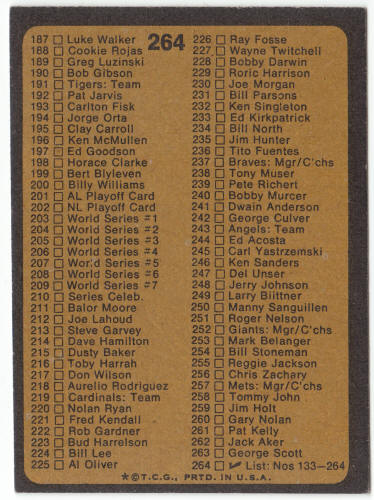 264
187 Luke Walker
188 Cookie Rojas
189 Greg Luzinski
190 Bob Gibson
191 Tigers: Team
192 Pat Jarvis
193 Carlton Fisk
194 Jorge Orta
195 Clay Carroll
196 Ken McMullen
197 Ed Goodson
198 Horace Clarke
199 Bert Blyleven
200 Billy Williams
201 AL Playoff Card
202 NL Playoff Card
203 World Series #1
204 World Series #2
205 World Series #3
206 World Series #4
207 World Series #5
208 World Series #6
209 World Series #7
210 Series Celeb.
211 Balor Moore
212 Joe Lahoud
213 Steve Garvey
214 Dave Hamilton
215 Dusty Baker
216 Toby Harrah
217 Don Wilson
218 Aurelio Rodriguez
219 Cardinals: Team
220 Nolan Ryan
221 Fred Kendall
222 Rob Gardner
223 Bud Harrelson
224 Bill Lee
225 Al Oliver
226 Ray Fosse
227 Wayne Twitchell
228 Bobby Darwin
229 Roric Harrison
230 Joe Morgan
231 Bill Parsons
232 Ken Singleton
233 Ed Kirkpatrick
234 Bill North
235 Jim Hunter
236 Tito Fuentes
237 Braves: Mgr/C'chs
238 Tony Muser
239 Pete Richert
240 Bobby Murcer
241 Dwain Anderson
242 George Culver
243 Angels: Team
244 Ed Acosta
245 Carl Yastrzemski
246 Ken Sanders
247 Del Unser
248 Jerry Johnson
249 Larry Biittner
250 Manny Sanguillen
251 Roger Nelson
252 Giants: Mgr/C'chs
253 Mark Belanger
254 Bill Stoneman
255 Reggie Jackson
256 Chris Zachary
257 Mets: Mgr/C'chs
258 Tommy John
259 Jim Holt
260 Gary Nolan
261 Pat Kelly
262 Jack Aker
263 George Scott
264 List: Nos 133-264
*©T.C.G., PRTD. IN U.S.A.